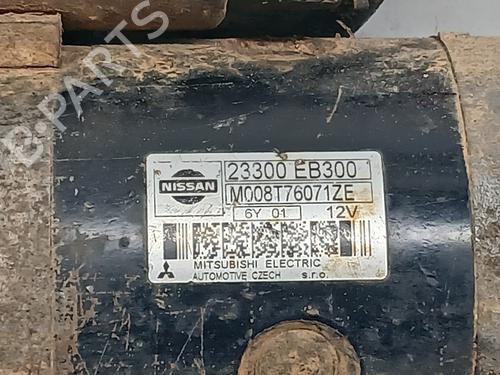 B-PARTS
NISSAN
23300 EB300
M008T76071ZE
6Y 01 12V
MITSUBISHI ELECTRIC
AUTOMOTIVE CZECH s.r.o.